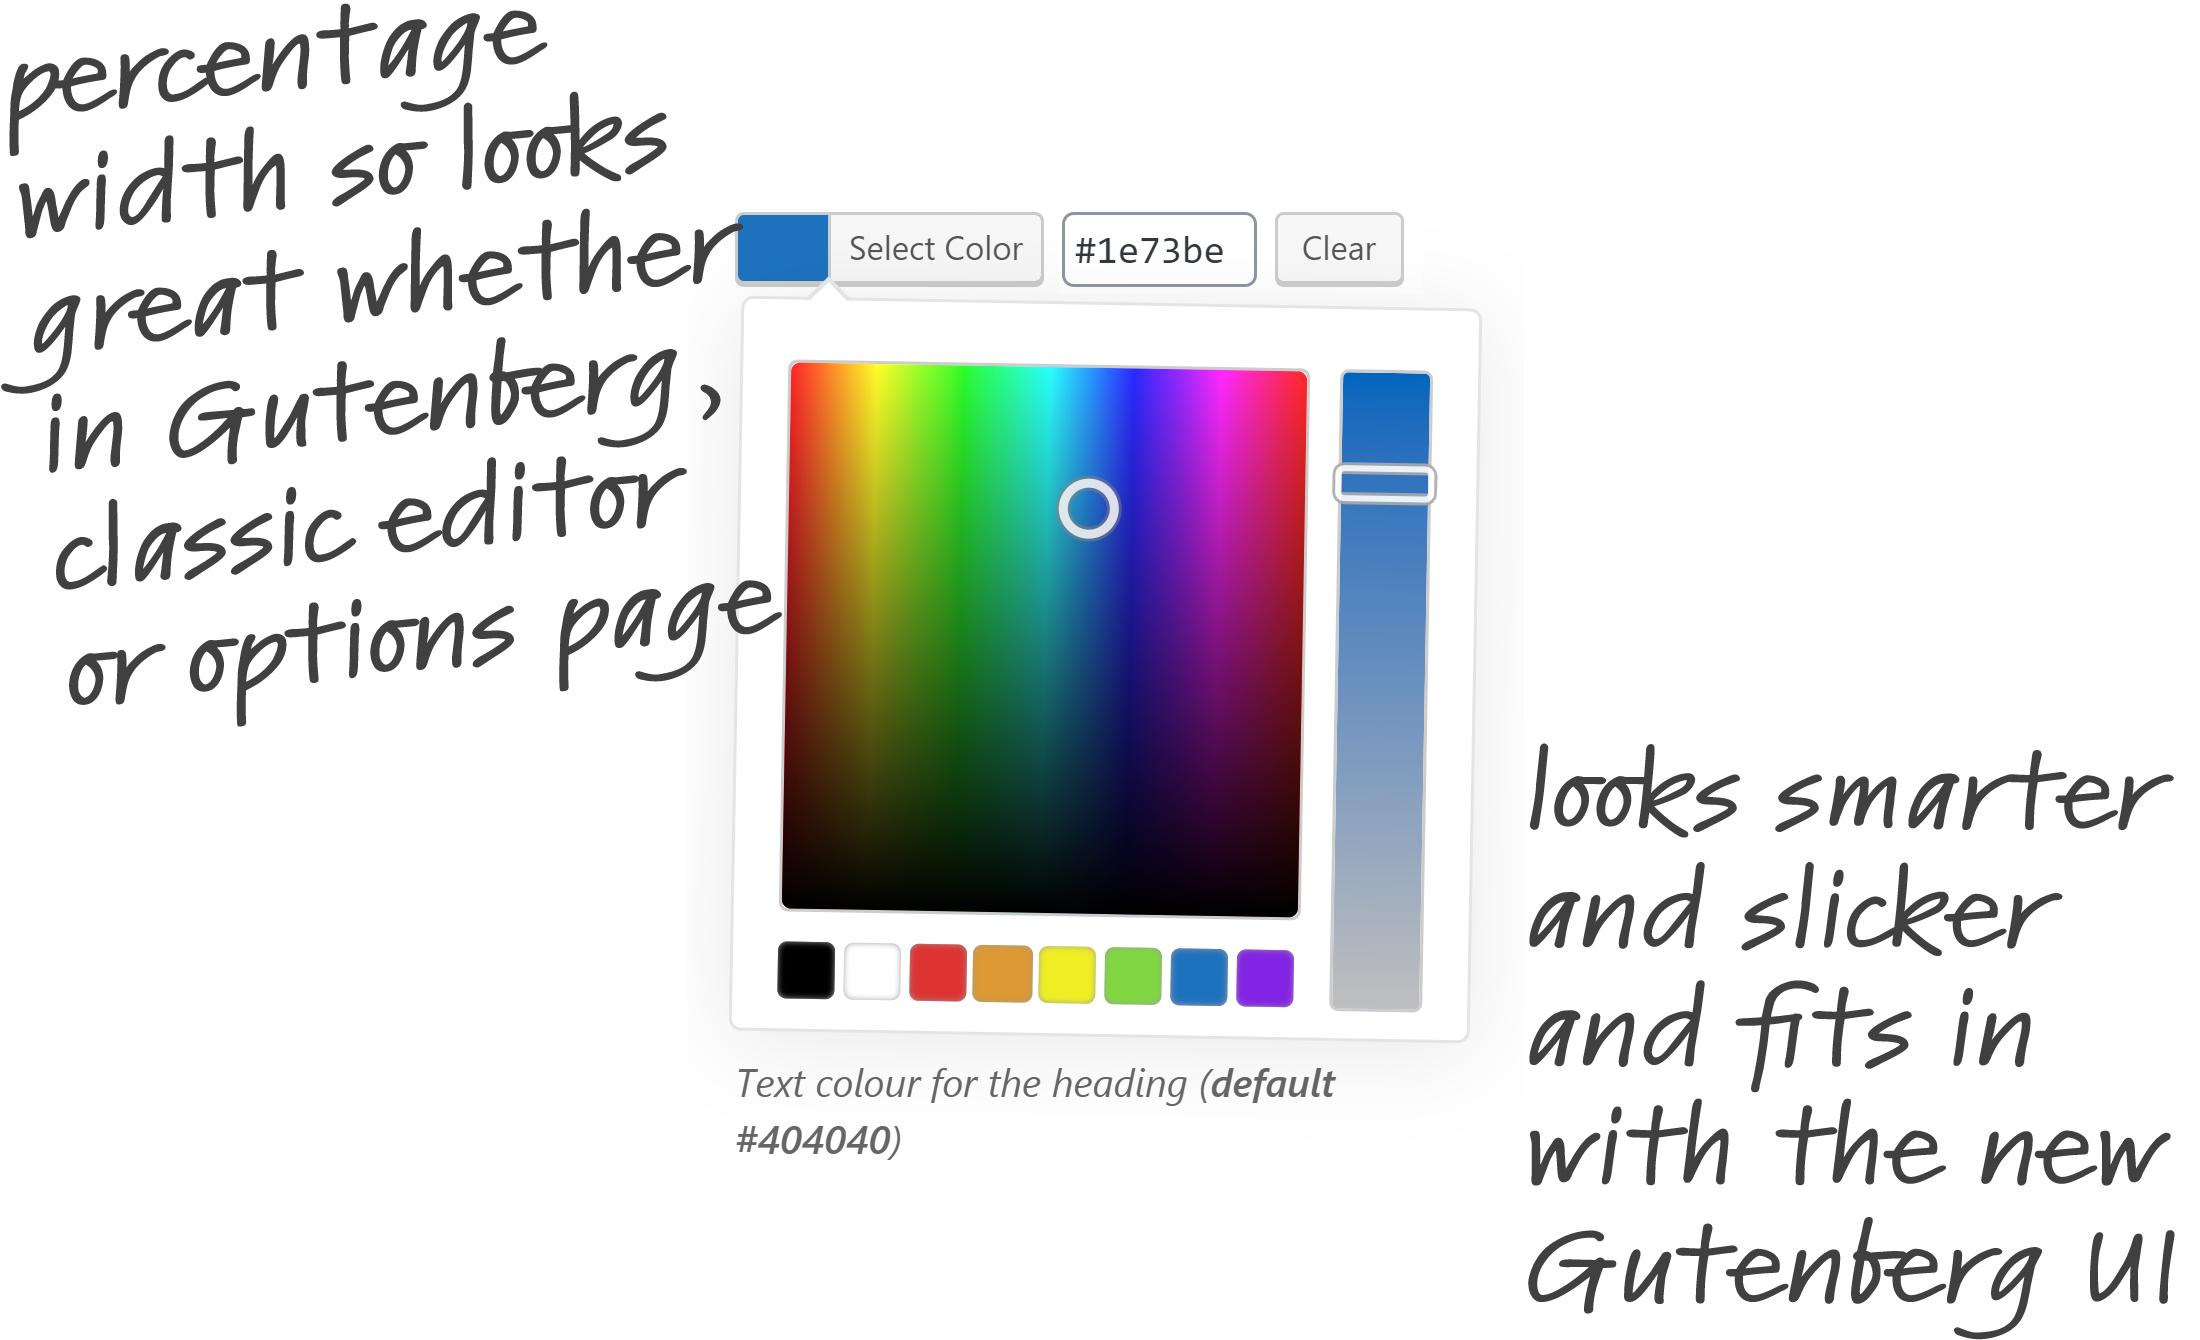 percentage
width so looks
great whether
in Gutenberg,
classic editor
or options page
Select Color
#1e73be
Clear
Text colour for the heading (default
#404040)
looks smarter
and slicker
and fits in
with the new
Gutenberg UI